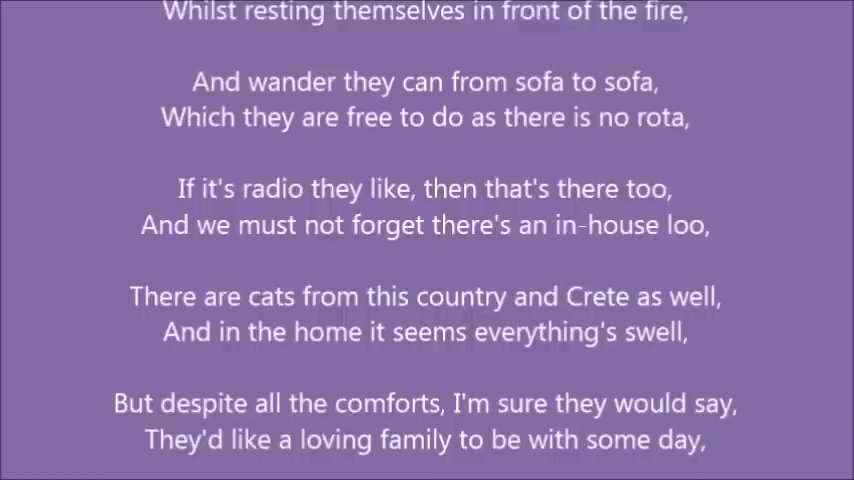 Whilst resting themselves in front of the fire,
And wander they can from sofa to sofa,
Which they are free to do as there is no rota,
If it's radio they like, then that's there too,
And we must not forget there's an in-house loo,
There are cats from this country and Crete as well,
And in the home it seems everything's swell,
But despite all the comforts, I'm sure they would say,
They'd like a loving family to be with some day,